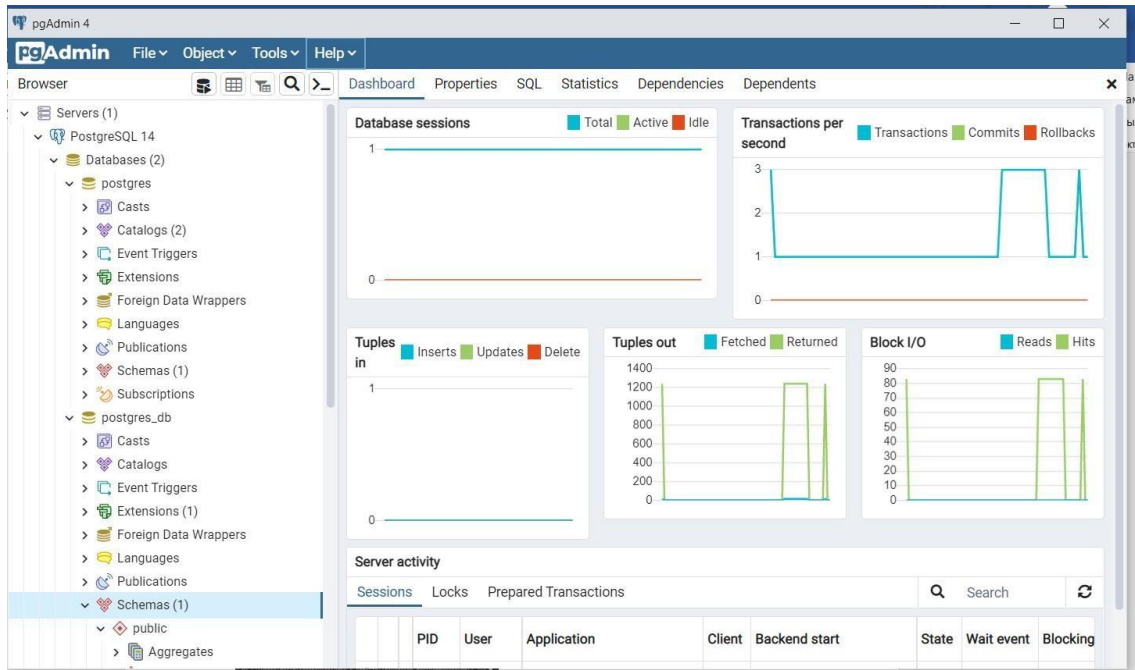 pgAdmin 4
pgAdmin File Object Tools Help
Browser
Servers (1)
PostgreSQL 14
Databases (2)
postgres
Casts
Catalogs (2)
Event Triggers
Extensions
Foreign Data Wrappers
Languages
Publications
Schemas (1)
Subscriptions
postgres_db
Casts
Catalogs
Event Triggers
Extensions (1)
Foreign Data Wrappers
Languages
Publications
Schemas (1)
public
Aggregates
Dashboard Properties SQL Statistics Dependencies Dependents
Database sessions
Total Active Idle
1
0
Transactions per
second
Transactions Commits Rollbacks
3
2
1
0
Tuples
in
Inserts Updates Delete
1
0
Tuples out
Fetched Returned
1400
1200
1000
800
600
400
200
0
Block I/O
Reads Hits
90
80
70
60
50
40
30
20
10
0
Server activity
Sessions Locks Prepared Transactions
Search
PID User Application Client Backend start State Wait event Blocking